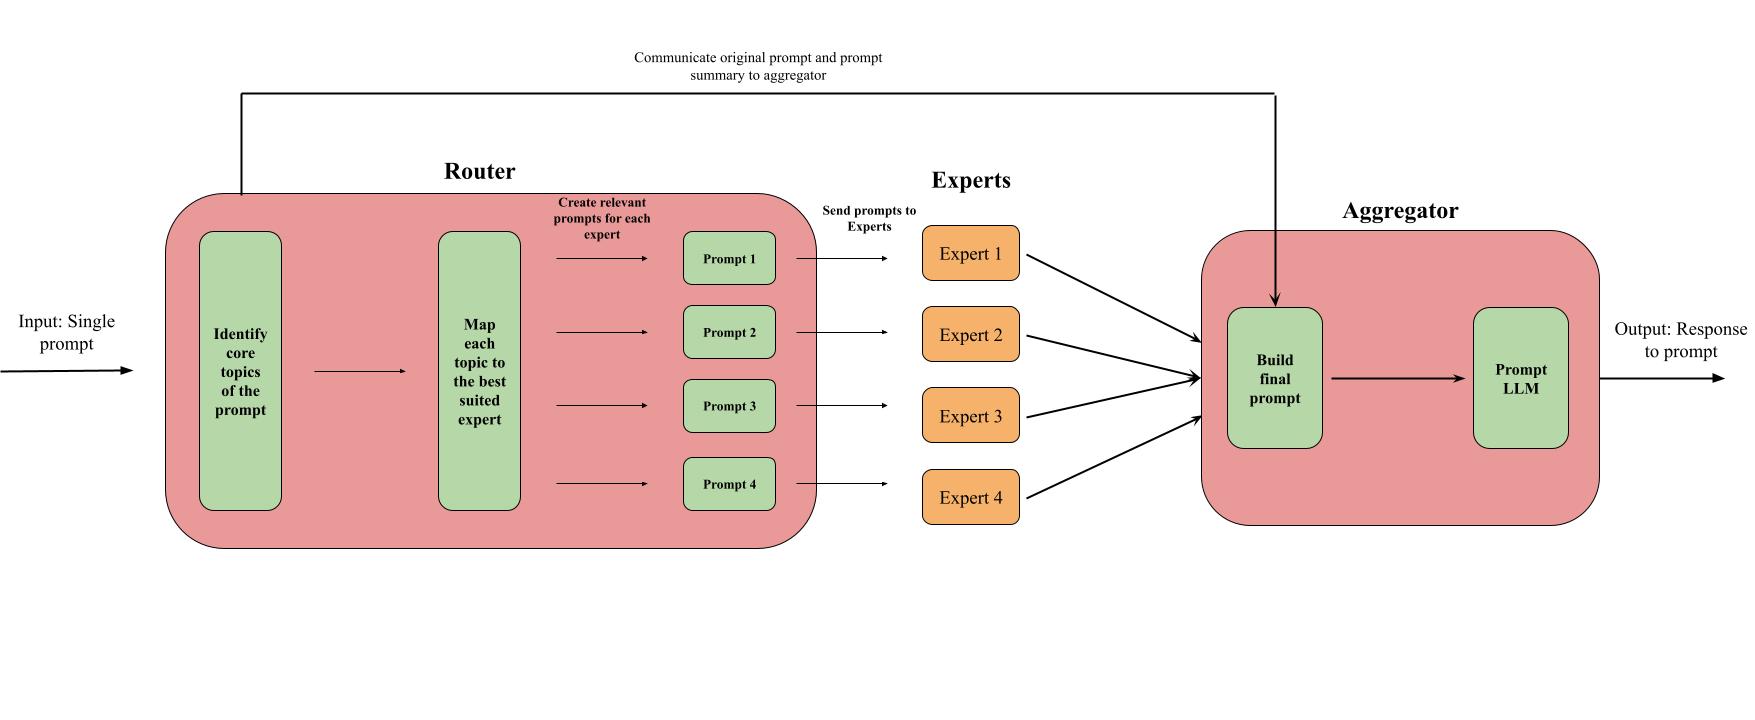 Communicate original prompt and prompt
summary to aggregator
Router
Experts
Aggregator
Create relevant
prompts for each
expert
Send prompts to
Experts
Input: Single
prompt
Identify
core
topics
of the
prompt
Map
each
topic to
the best
suited
expert
Prompt 1
Prompt 2
Prompt 3
Prompt 4
Expert 1
Expert 2
Expert 3
Expert 4
Build
final
prompt
Prompt
LLM
Output: Response
to prompt